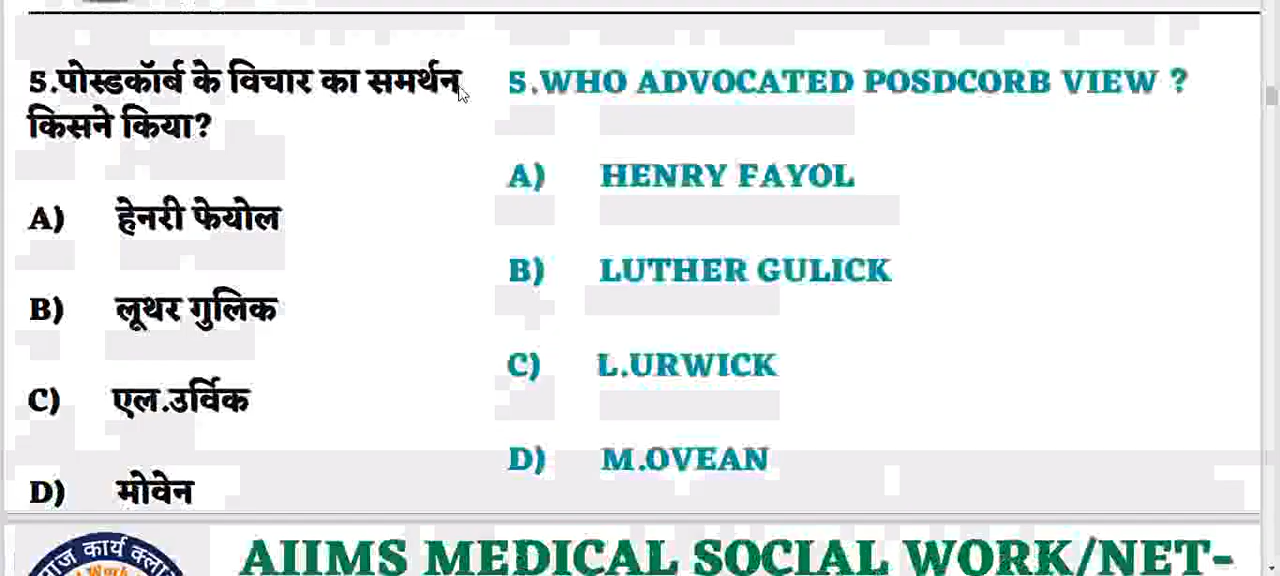 5.पोस्डकॉर्ब के विचार का समर्थन
किसने किया?
A) हेनरी फेयोल
B) लूथर गुलिक
C) एल.उर्विक
D) मोवेन
5.WHO ADVOCATED POSDCORB VIEW ?
A) HENRY FAYOL
B) LUTHER GULICK
C) L.URWICK
D) M.OVEAN
AIIMS MEDICAL SOCIAL WORK/NET-